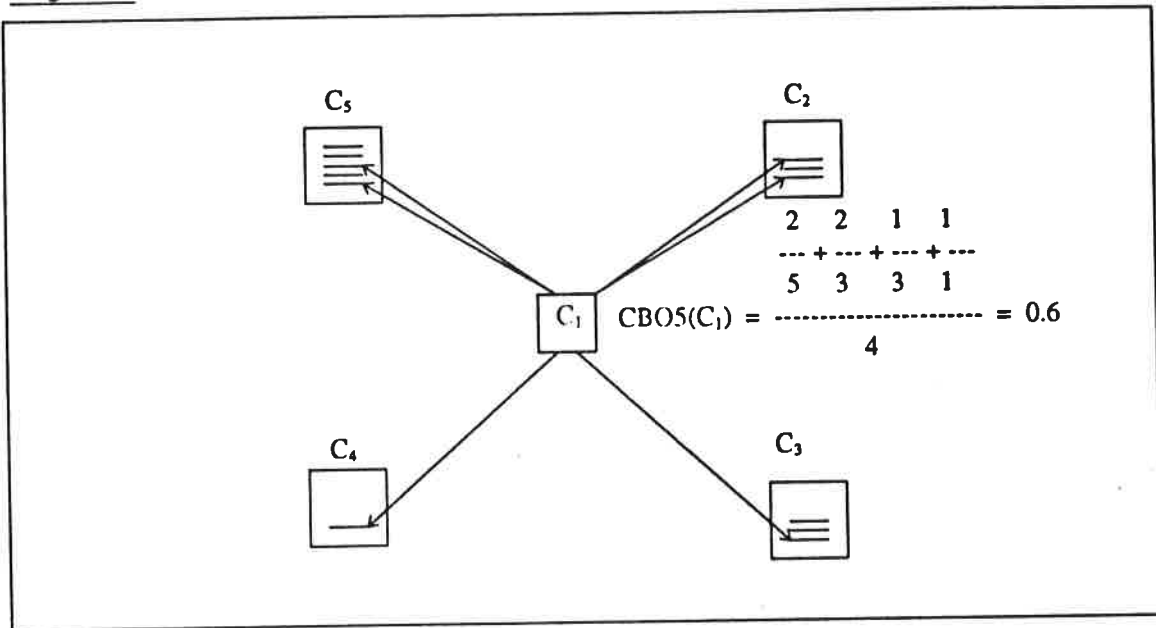 C₅
C₂
2 2 1 1
--- + --- + --- + ---
5 3 3 1
C₁
CBO5(C₁) = ----------------------- = 0.6
4
C₄
C₃